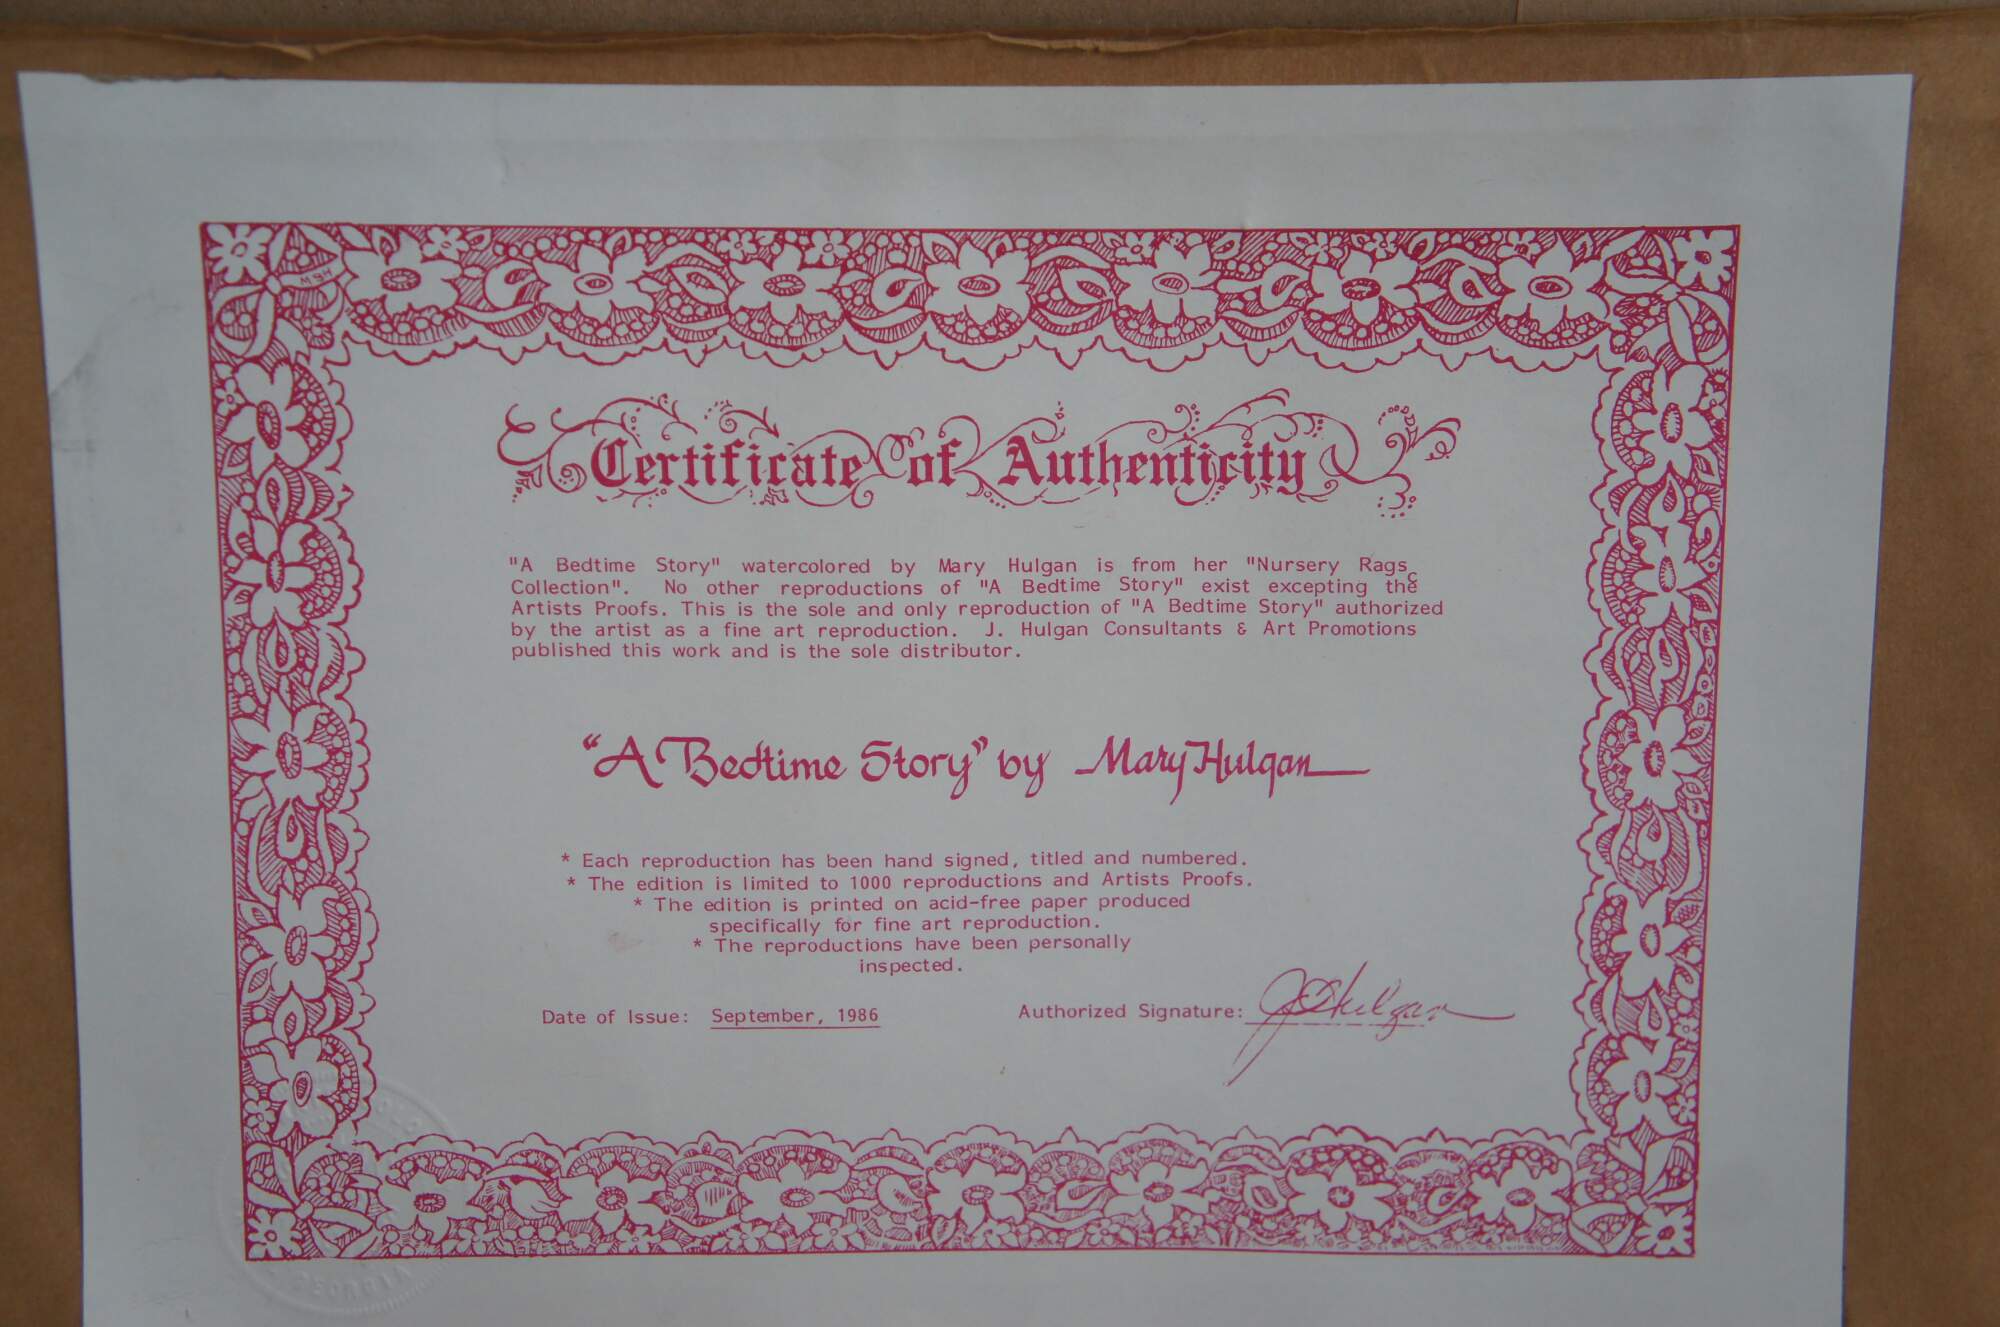 MSH
Certificate of Authenticity
"A Bedtime Story" watercolored by Mary Hulgan is from her "Nursery Rags
Collection". No other reproductions of "A Bedtime Story" exist excepting the
Artists Proofs. This is the sole and only reproduction of "A Bedtime Story" authorized
by the artist as a fine art reproduction. J. Hulgan Consultants & Art Promotions
published this work and is the sole distributor.
"A Bedtime Story" by Mary Hulgan
* Each reproduction has been hand signed, titled and numbered.
* The edition is limited to 1000 reproductions and Artists Proofs.
* The edition is printed on acid-free paper produced
specifically for fine art reproduction.
* The reproductions have been personally
inspected.
Date of Issue: September, 1986 Authorized Signature: J Hulgan
GEORGIA